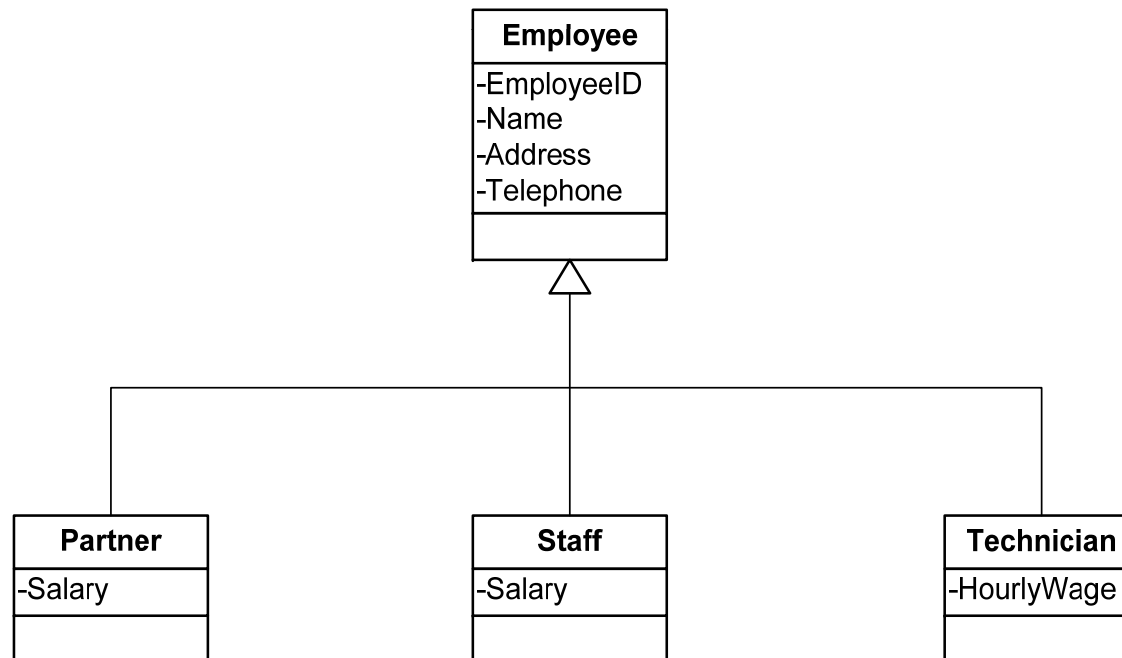 Employee
-EmployeeID
-Name
-Address
-Telephone
Partner
-Salary
Staff
-Salary
Technician
-HourlyWage